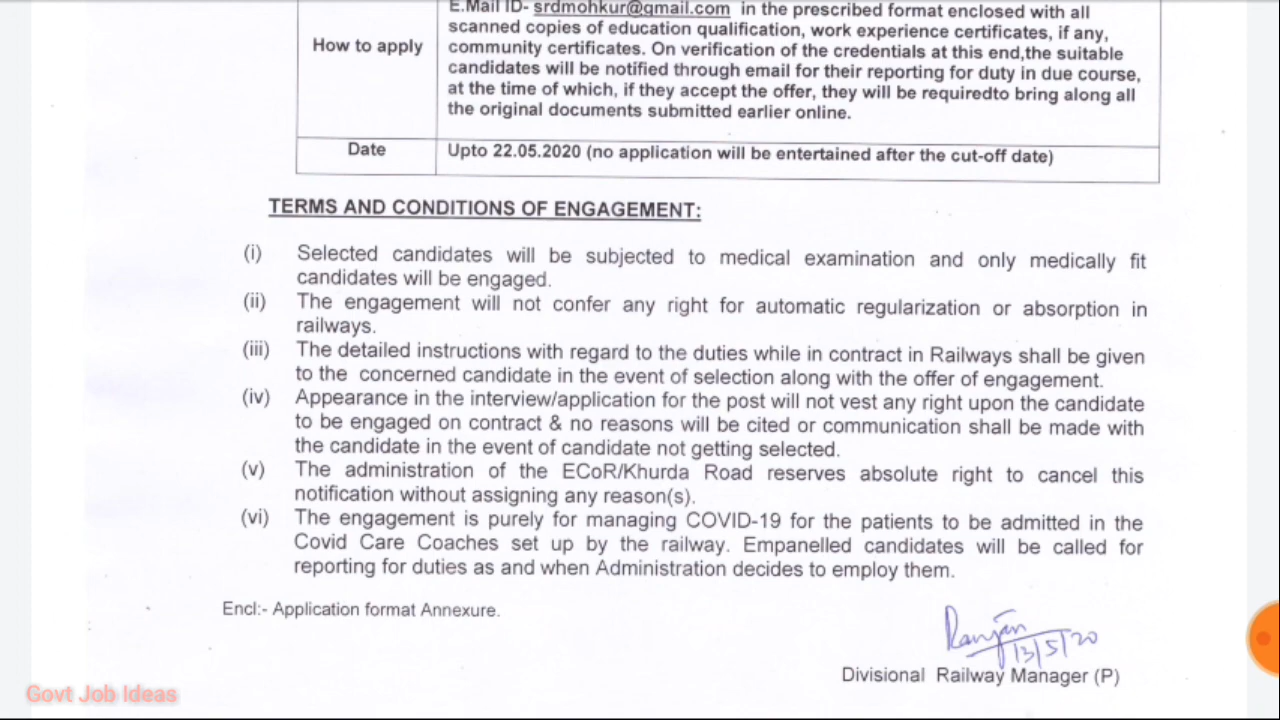 E.Mail ID- srdmohkur@gmail.com in the prescribed format enclosed with all
scanned copies of education qualification, work experience certificates, if any,
How to apply
community certificates. On verification of the credentials at this end,the suitable
candidates will be notified through email for their reporting for duty in due course,
at the time of which, if they accept the offer, they will be requiredto bring along all
the original documents submitted earlier online.
Date
Upto 22.05.2020 (no application will be entertained after the cut-off date)
TERMS AND CONDITIONS OF ENGAGEMENT:
(i) Selected candidates will be subjected to medical examination and only medically fit
candidates will be engaged.
(ii) The engagement will not confer any right for automatic regularization or absorption in
railways.
(iii) The detailed instructions with regard to the duties while in contract in Railways shall be given
to the concerned candidate in the event of selection along with the offer of engagement.
(iv) Appearance in the interview/application for the post will not vest any right upon the candidate
to be engaged on contract & no reasons will be cited or communication shall be made with
the candidate in the event of candidate not getting selected.
(v) The administration of the ECoR/Khurda Road reserves absolute right to cancel this
notification without assigning any reason(s).
(vi) The engagement is purely for managing COVID-19 for the patients to be admitted in the
Covid Care Coaches set up by the railway. Empanelled candidates will be called for
reporting for duties as and when Administration decides to employ them.
Encl:- Application format Annexure.
Ranjan
13/5/20
Divisional Railway Manager (P)
Govt Job Ideas